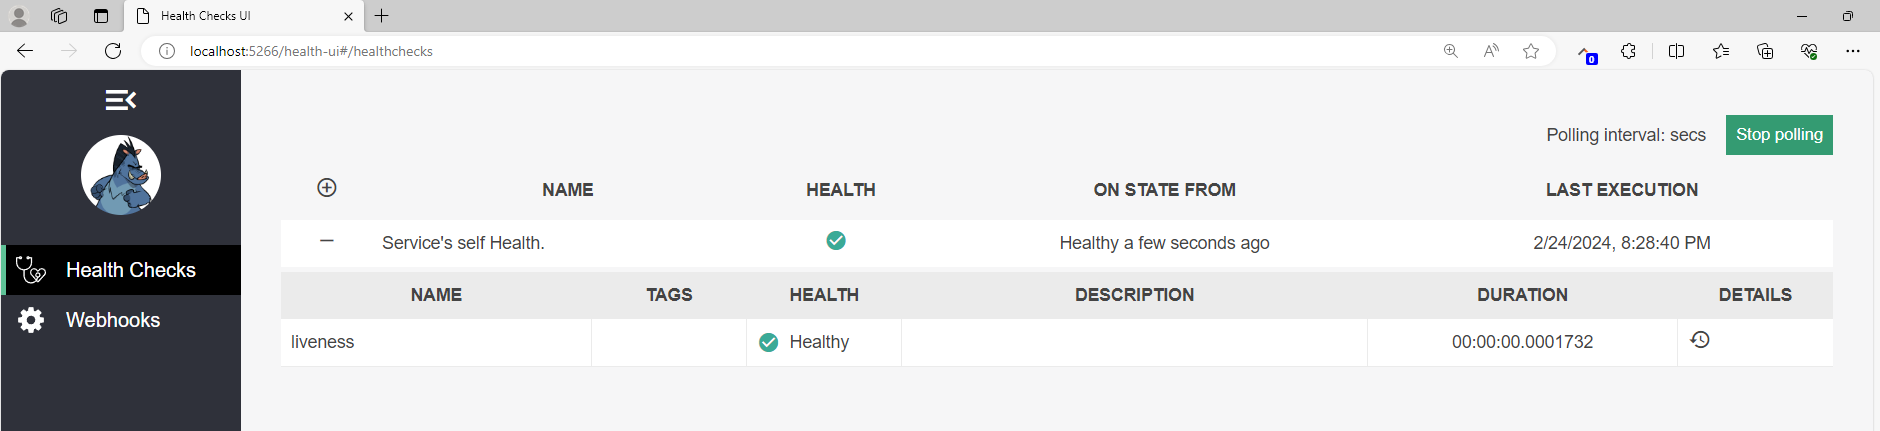 Health Checks UI
localhost:5266/health-ui#/healthchecks
0
Polling interval: secs Stop polling
NAME HEALTH ON STATE FROM LAST EXECUTION
Service's self Health. Healthy a few seconds ago 2/24/2024, 8:28:40 PM
Health Checks
Webhooks
NAME TAGS HEALTH DESCRIPTION DURATION DETAILS
liveness Healthy 00:00:00.0001732